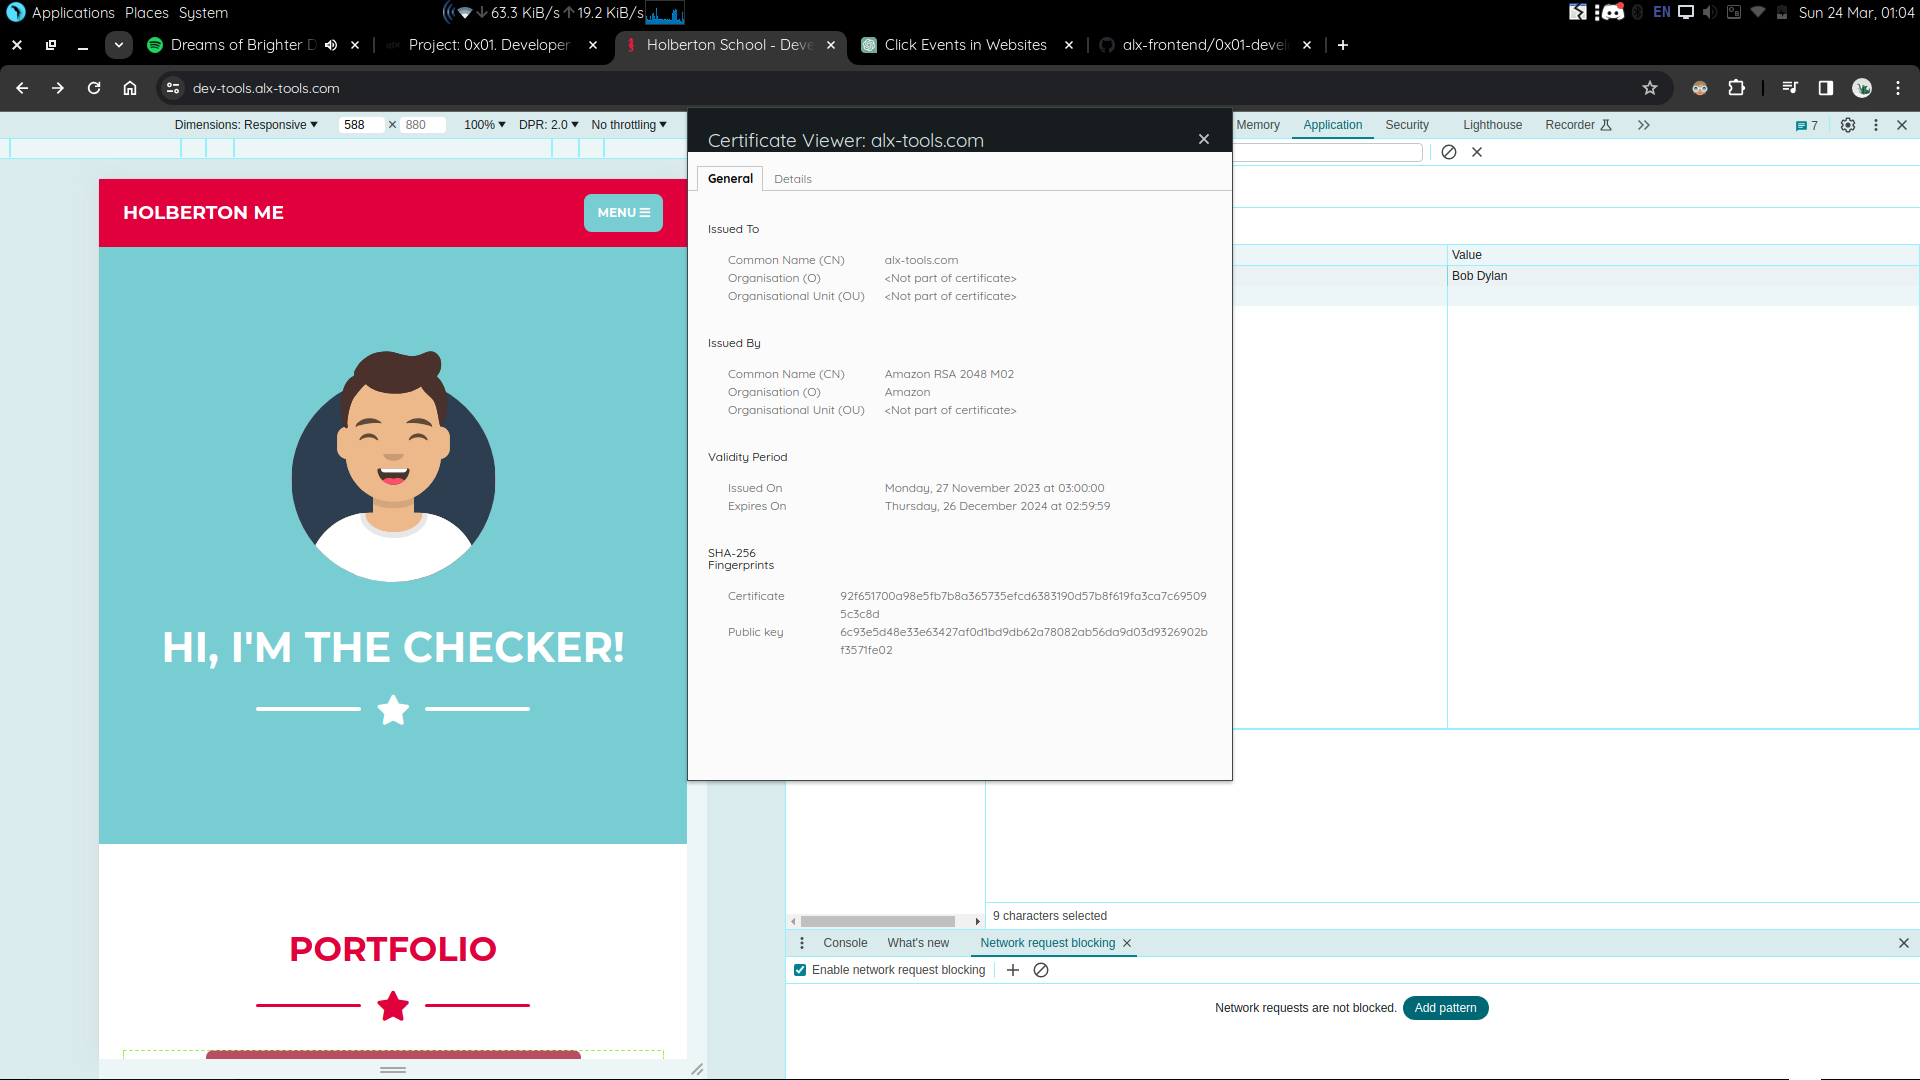 Applications Places System
63.3 KiB/s 19.2 KiB/s
EN
Sun 24 Mar, 01:04
Dreams of Brighter D
Project: 0x01. Developer
Holberton School - Deve
Click Events in Websites
alx-frontend/0x01-devel
dev-tools.alx-tools.com
Dimensions: Responsive 588 × 880 100% DPR: 2.0 No throttling
Memory Application Security Lighthouse Recorder 7
HOLBERTON ME
MENU
HI, I'M THE CHECKER!
PORTFOLIO
Certificate Viewer: alx-tools.com
General Details
Issued To
Common Name (CN) alx-tools.com
Organisation (O) <Not part of certificate>
Organisational Unit (OU) <Not part of certificate>
Issued By
Common Name (CN) Amazon RSA 2048 M02
Organisation (O) Amazon
Organisational Unit (OU) <Not part of certificate>
Validity Period
Issued On Monday, 27 November 2023 at 03:00:00
Expires On Thursday, 26 December 2024 at 02:59:59
SHA-256
Fingerprints
Certificate 92f651700a98e5fb7b8a365735efcd6383190d57b8f619fa3ca7c69509
5c3c8d
Public key 6c93e5d48e33e63427af0d1bd9db62a78082ab56da9d03d9326902b
f3571fe02
Value
Bob Dylan
9 characters selected
Console What's new Network request blocking
Enable network request blocking
Network requests are not blocked. Add pattern